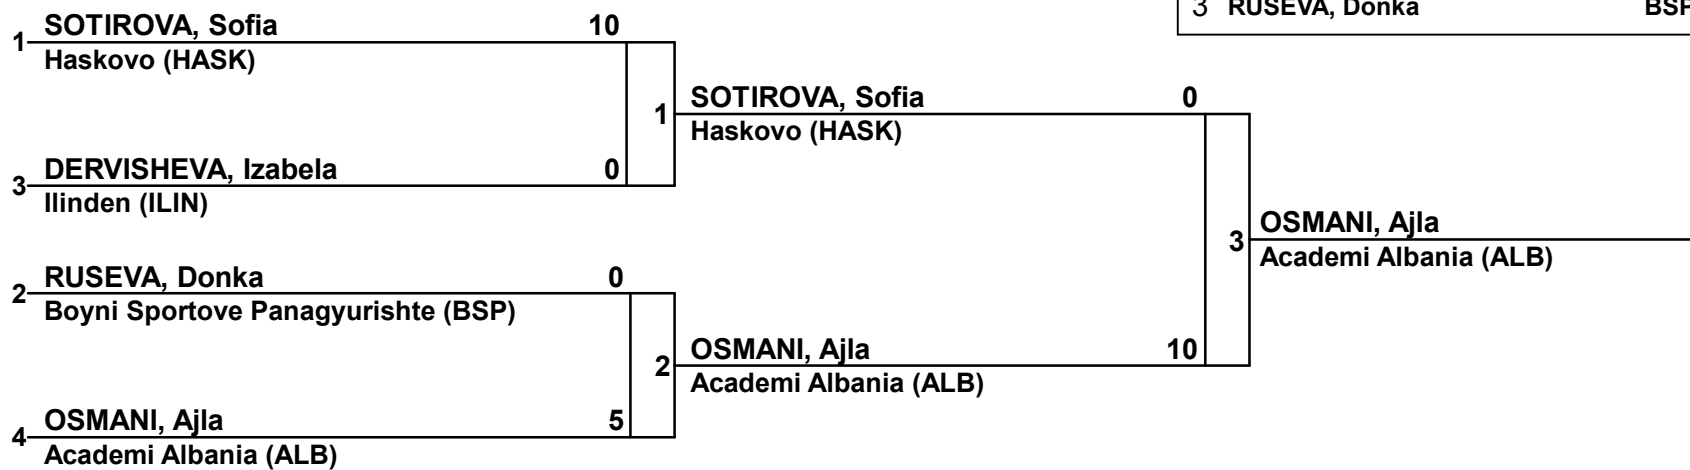 3 RUSEVA, Donka BSP
SOTIROVA, Sofia 10
1
Haskovo (HASK)
SOTIROVA, Sofia 0
1
Haskovo (HASK)
DERVISHEVA, Izabela 0
3
Ilinden (ILIN)
OSMANI, Ajla
3
Academi Albania (ALB)
RUSEVA, Donka 0
2
Boyni Sportove Panagyurishte (BSP)
OSMANI, Ajla 10
2
Academi Albania (ALB)
OSMANI, Ajla 5
4
Academi Albania (ALB)